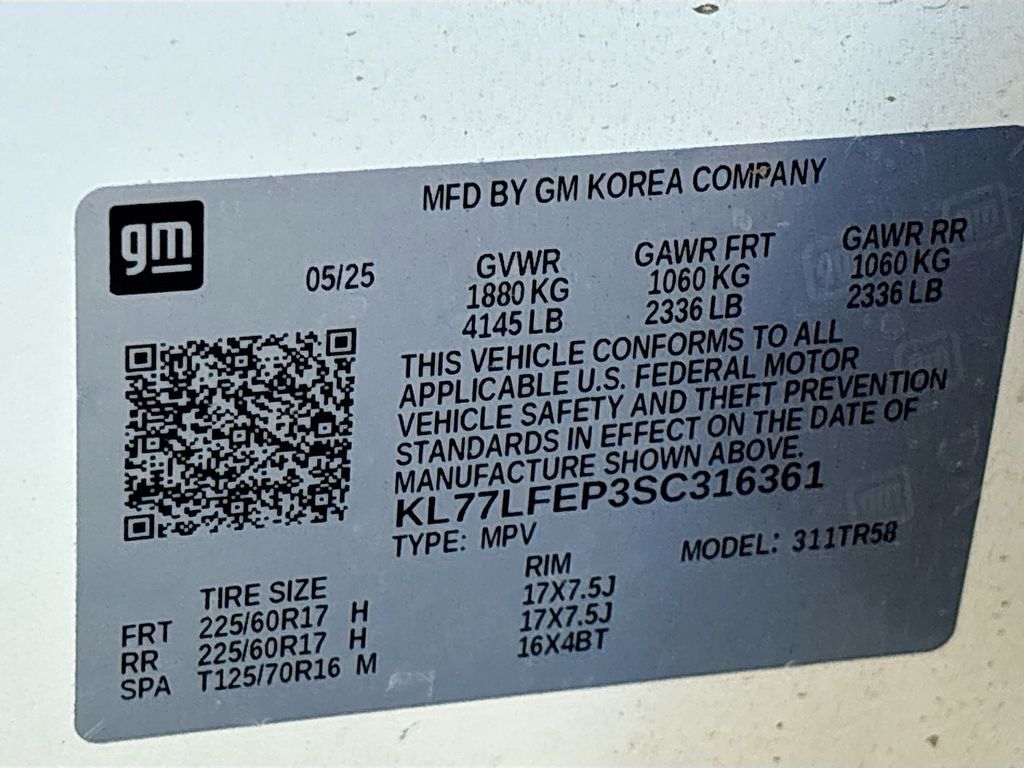 gm
MFD BY GM KOREA COMPANY
05/25
GVWR GAWR FRT GAWR RR
1880 KG 1060 KG 1060 KG
4145 LB 2336 LB 2336 LB
THIS VEHICLE CONFORMS TO ALL
APPLICABLE U.S. FEDERAL MOTOR
VEHICLE SAFETY AND THEFT PREVENTION
STANDARDS IN EFFECT ON THE DATE OF
MANUFACTURE SHOWN ABOVE.
KL77LFEP3SC316361
TYPE: MPV MODEL: 311TR58
TIRE SIZE RIM
FRT 225/60R17 H 17X7.5J
RR 225/60R17 H 17X7.5J
SPA T125/70R16 M 16X4BT